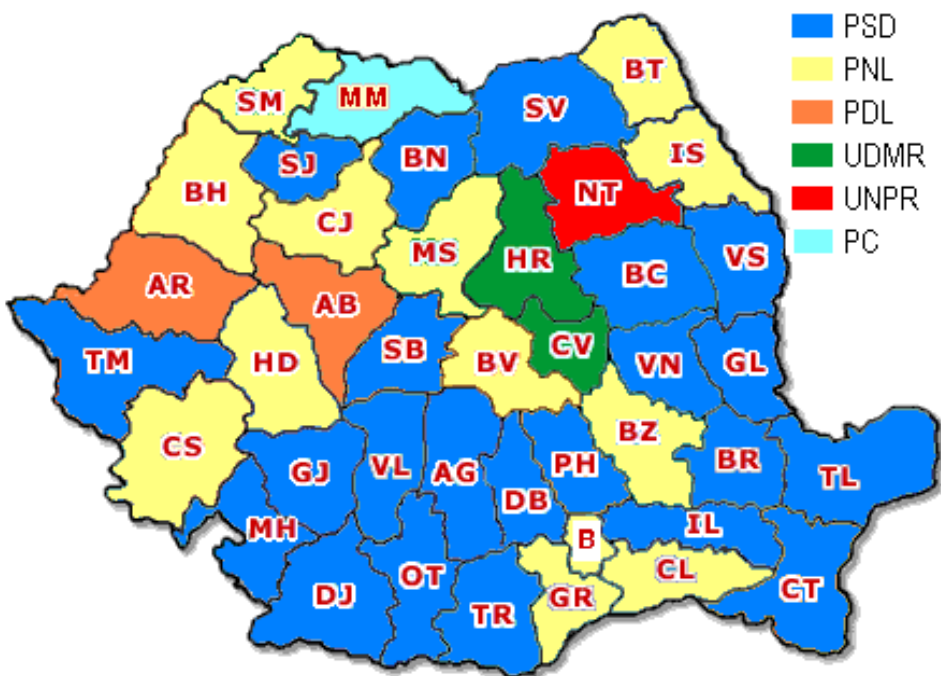 PSD
PNL
PDL
UDMR
UNPR
PC
BT
SM
MM
SV
IS
SJ
BN
BH
CJ
NT
MS
HR
BC
VS
AR
AB
TM
HD
SB
BV
CV
VN
GL
CS
GJ
VL
AG
DB
PH
BZ
BR
TL
MH
B
IL
DJ
OT
TR
GR
CL
CT